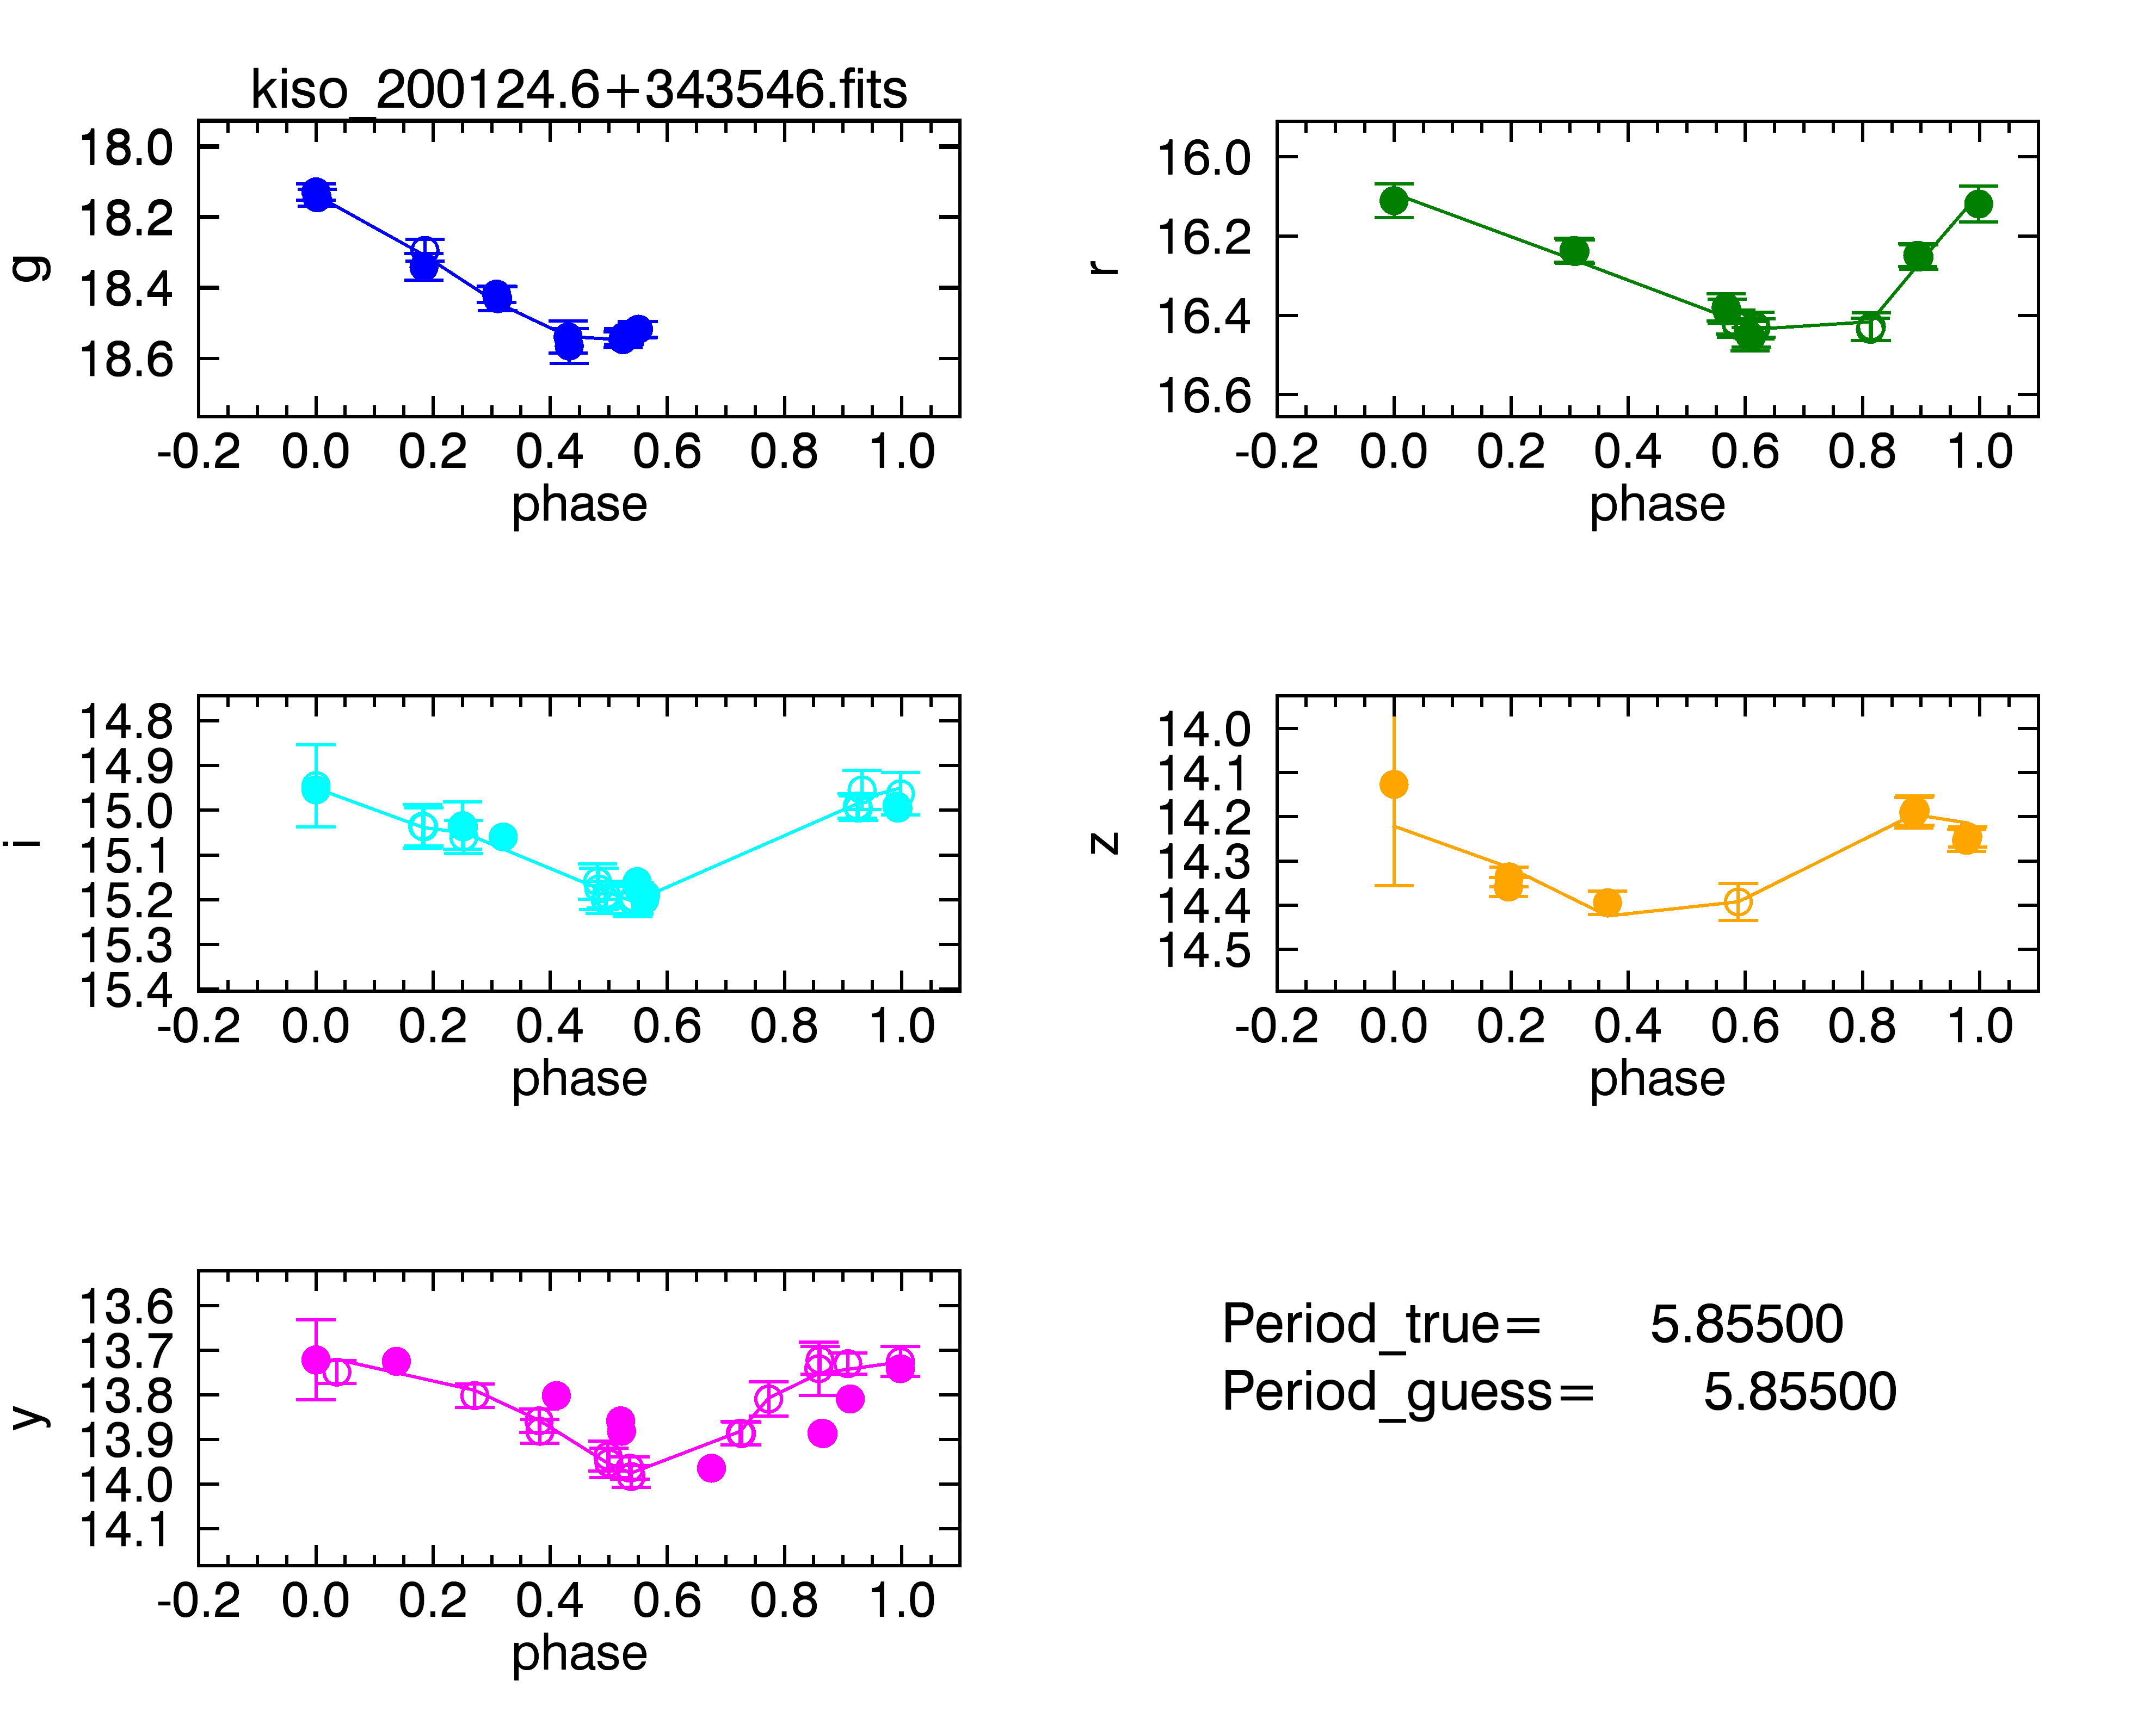 kiso_200124.6+343546.fits
g
18.0
18.2
18.4
18.6
-0.2 0.0 0.2 0.4 0.6 0.8 1.0
phase
r
16.0
16.2
16.4
16.6
-0.2 0.0 0.2 0.4 0.6 0.8 1.0
phase
i
14.8
14.9
15.0
15.1
15.2
15.3
15.4
-0.2 0.0 0.2 0.4 0.6 0.8 1.0
phase
z
14.0
14.1
14.2
14.3
14.4
14.5
-0.2 0.0 0.2 0.4 0.6 0.8 1.0
phase
y
13.6
13.7
13.8
13.9
14.0
14.1
-0.2 0.0 0.2 0.4 0.6 0.8 1.0
phase
Period_true= 5.85500
Period_guess= 5.85500